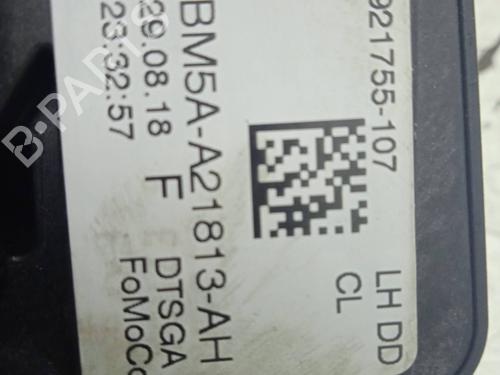 921755-107
LH DD
CL
BM5A-A21813-AH
29.08.18 F DTSGA
23:32:57 FoMoCo
B-PARTS